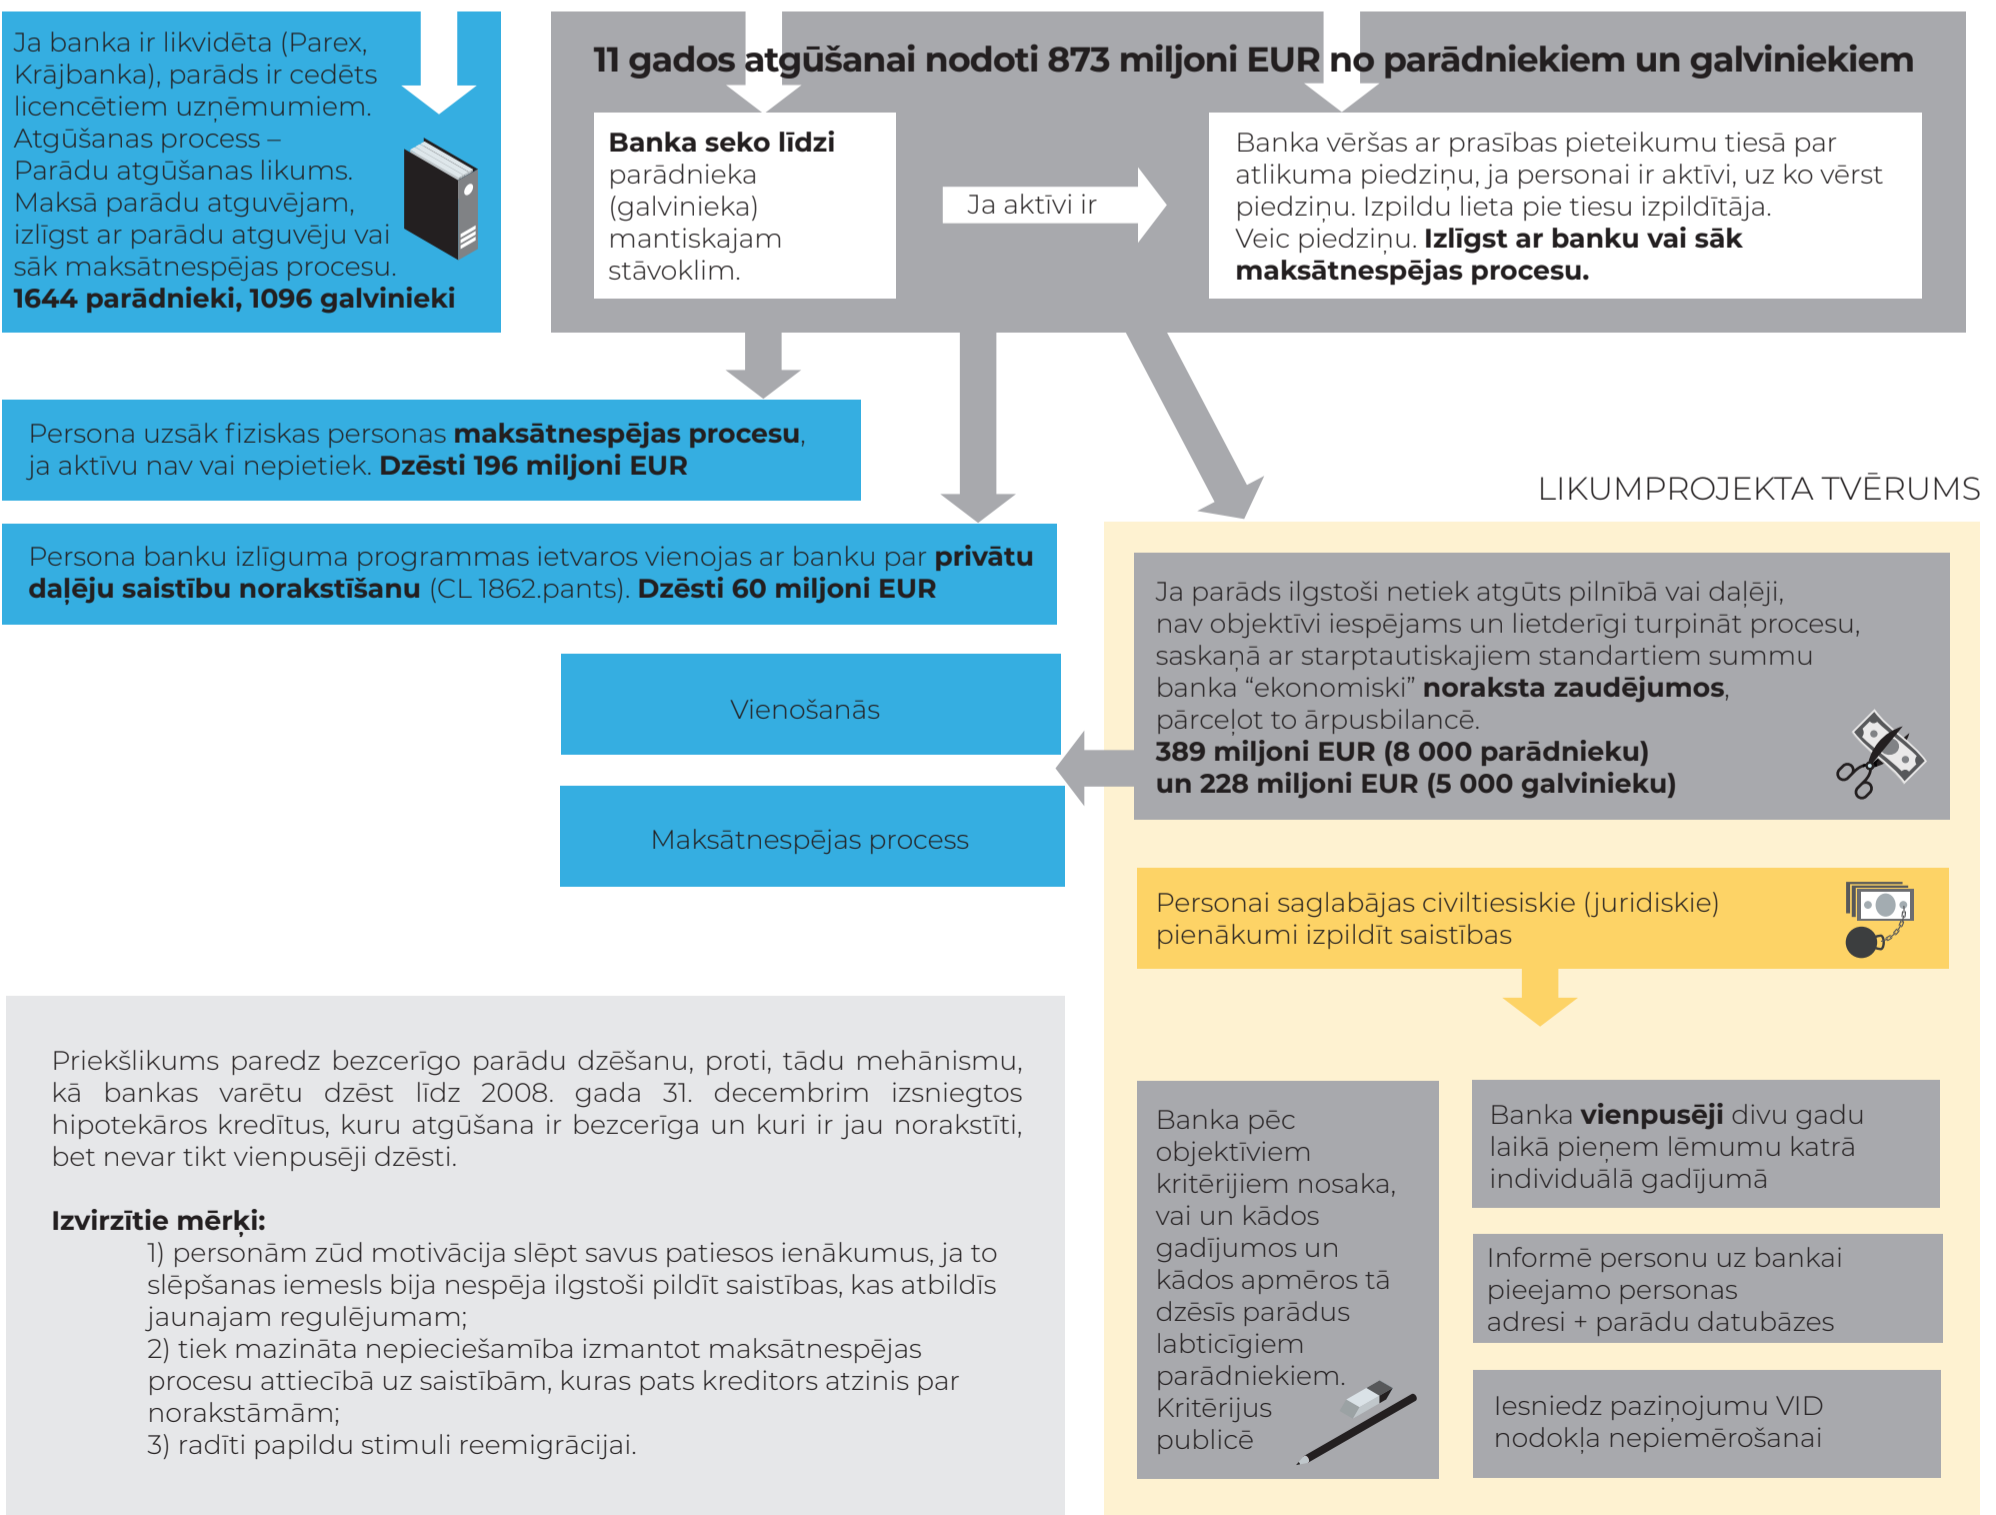 Ja banka ir likvidēta (Parex,
Krājbanka), parāds ir cedēts
licencētiem uzņēmumiem.
Atgūšanas process –
Parādu atgūšanas likums.
Maksā parādu atguvējam,
izlīgst ar parādu atguvēju vai
sāk maksātnespējas procesu.
1644 parādnieki, 1096 galvinieki
11 gados atgūšanai nodoti 873 miljoni EUR no parādniekiem un galviniekiem
Banka seko līdzi
parādnieka
(galvinieka)
mantiskajam
stāvoklim.
Ja aktīvi ir
Banka vēršas ar prasības pieteikumu tiesā par
atlikuma piedziņu, ja personai ir aktīvi, uz ko vērst
piedziņu. Izpildu lieta pie tiesu izpildītāja.
Veic piedziņu. Izlīgst ar banku vai sāk
maksātnespējas procesu.
Persona uzsāk fiziskas personas maksātnespējas procesu,
ja aktīvu nav vai nepietiek. Dzēsti 196 miljoni EUR
Persona banku izlīguma programmas ietvaros vienojas ar banku par privātu
daļēju saistību norakstīšanu (CL 1862.pants). Dzēsti 60 miljoni EUR
LIKUMPROJEKTA TVĒRUMS
Ja parāds ilgstoši netiek atgūts pilnībā vai daļēji,
nav objektīvi iespējams un lietderīgi turpināt procesu,
saskaņā ar starptautiskajiem standartiem summu
banka “ekonomiski” noraksta zaudējumos,
pārceļot to ārpusbilancē.
389 miljoni EUR (8 000 parādnieku)
un 228 miljoni EUR (5 000 galvinieku)
Vienošanās
Maksātnespējas process
Personai saglabājas civiltiesiskie (juridiskie)
pienākumi izpildīt saistības
Banka pēc
objektīviem
kritērijiem nosaka,
vai un kādos
gadījumos un
kādos apmēros tā
dzēsīs parādus
labticīgiem
parādniekiem.
Kritērijus
publicē
Banka vienpusēji divu gadu
laikā pieņem lēmumu katrā
individuālā gadījumā
Informē personu uz bankai
pieejamo personas
adresi + parādu datubāzes
Iesniedz paziņojumu VID
nodokļa nepiemērošanai
Priekšlikums paredz bezcerīgo parādu dzēšanu, proti, tādu mehānismu,
kā bankas varētu dzēst līdz 2008. gada 31. decembrim izsniegtos
hipotekāros kredītus, kuru atgūšana ir bezcerīga un kuri ir jau norakstīti,
bet nevar tikt vienpusēji dzēsti.
Izvirzītie mērķi:
1) personām zūd motivācija slēpt savus patiesos ienākumus, ja to
slēpšanas iemesls bija nespēja ilgstoši pildīt saistības, kas atbildīs
jaunajam regulējumam;
2) tiek mazināta nepieciešamība izmantot maksātnespējas
procesu attiecībā uz saistībām, kuras pats kreditors atzinis par
norakstāmām;
3) radīti papildu stimuli reemigrācijai.